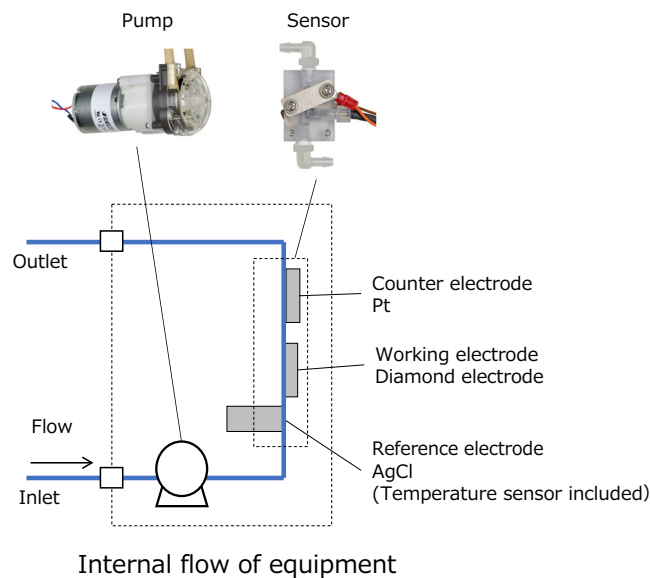 Pump
Sensor
Outlet
Counter electrode
Pt
Working electrode
Diamond electrode
Flow
Reference electrode
AgCl
(Temperature sensor included)
Inlet
Internal flow of equipment